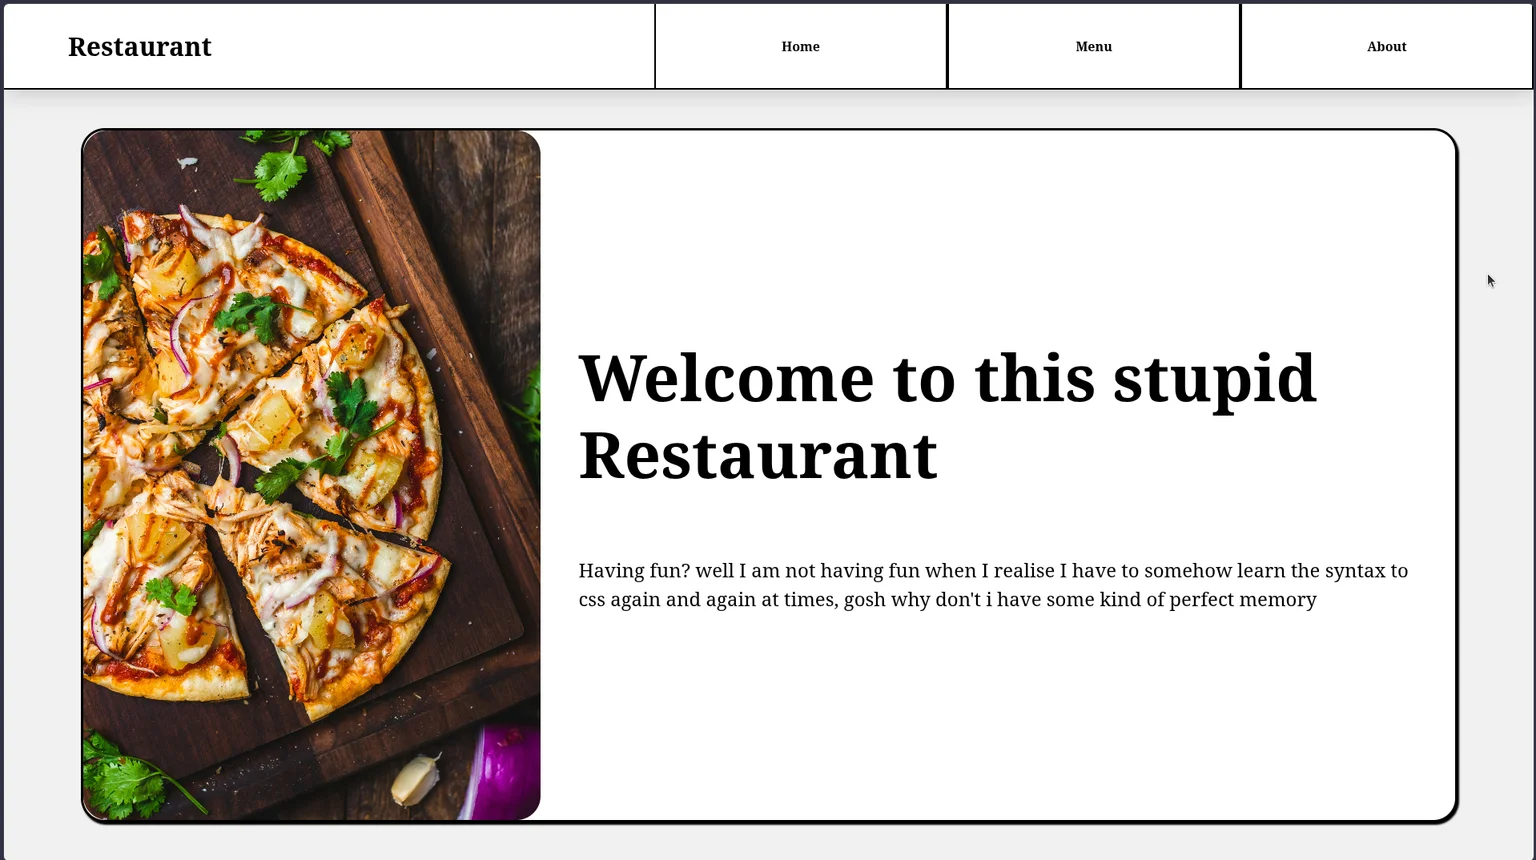 Restaurant
Home
Menu
About
Welcome to this stupid
Restaurant
Having fun? well I am not having fun when I realise I have to somehow learn the syntax to
css again and again at times, gosh why don't i have some kind of perfect memory